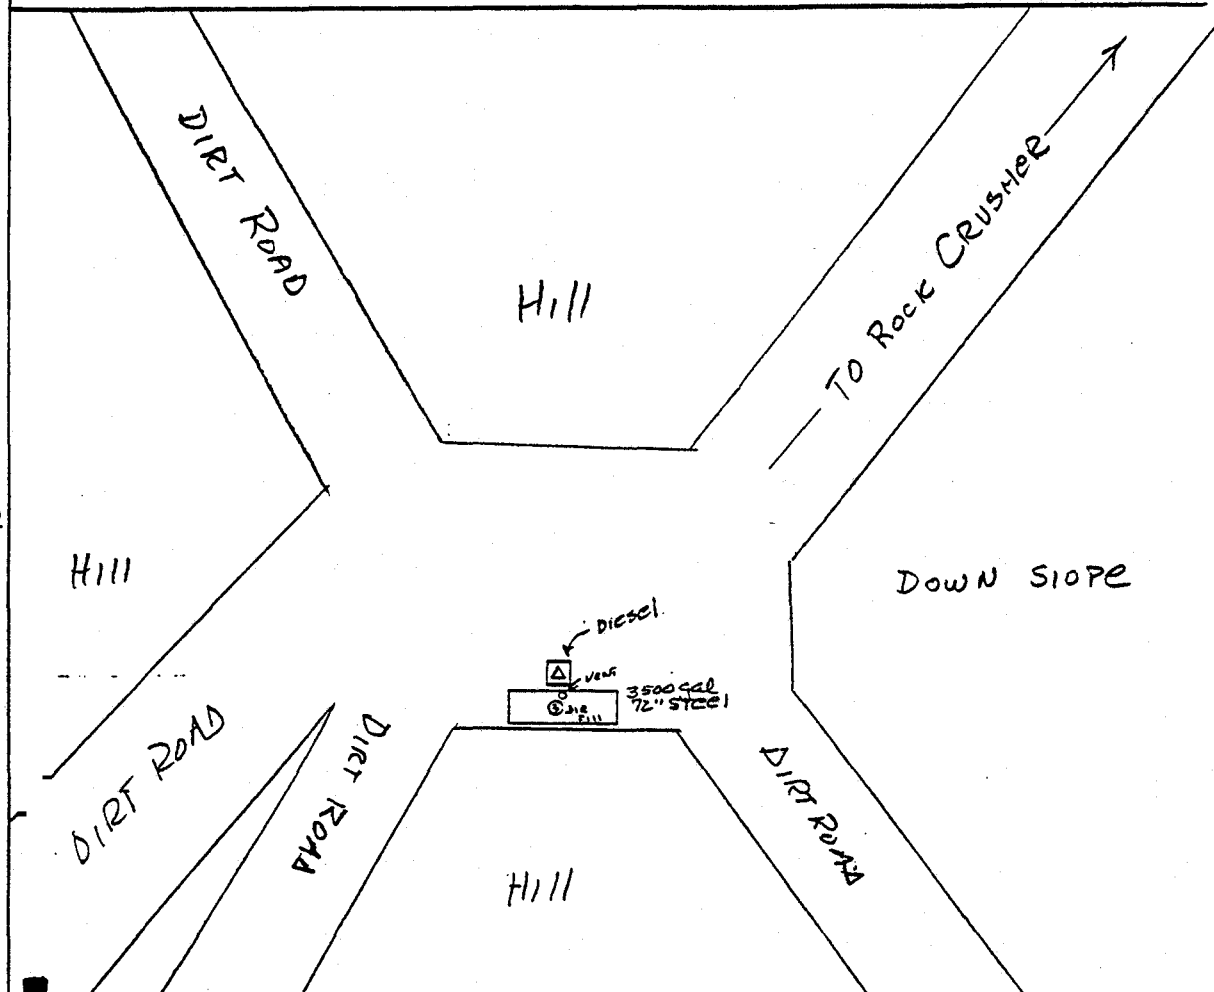 DIRT ROAD
TO ROCK CRUSHER
Hill
Hill
DOWN SlOPe
DIESEl
VENT
3500 gal
72" STEEl
Fill
DIRT ROAD
DIRT ROAD
DIRT ROAD
Hill